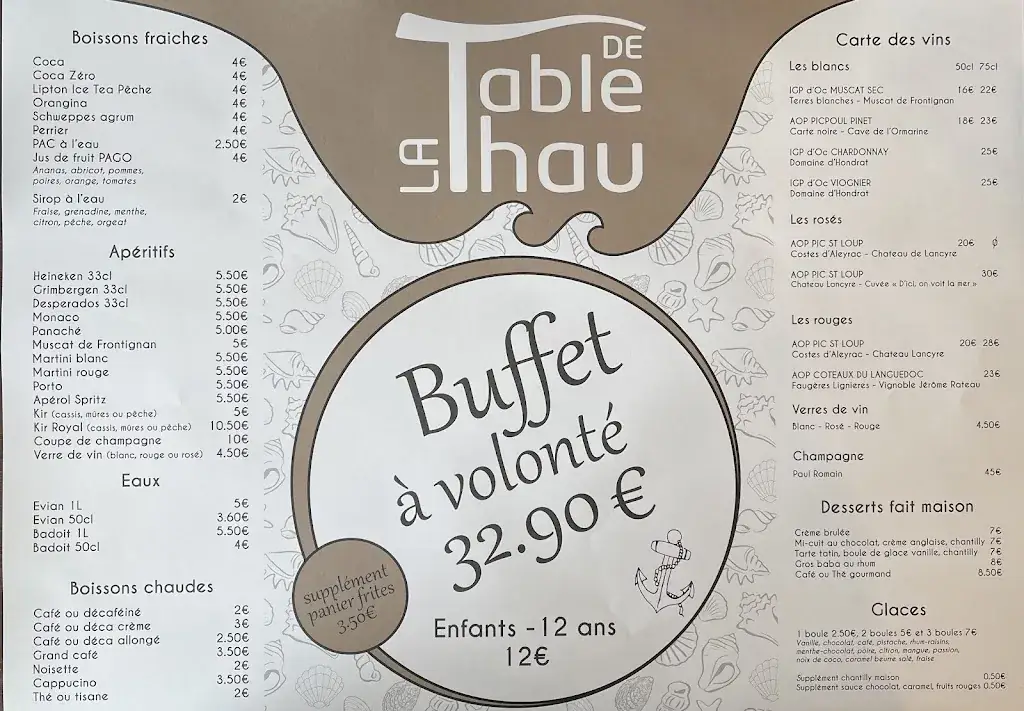 Boissons fraiches
Coca 4€
Coca Zéro 4€
Lipton Ice Tea Pêche 4€
Orangina 4€
Schweppes agrum 4€
Perrier 4€
PAC à l'eau 2.50€
Jus de fruit PAGO 4€
Ananas, abricot, pommes,
poires, orange, tomates
Sirop à l'eau 2€
Fraise, grenadine, menthe,
citron, pêche, orgeat
Apéritifs
Heineken 33cl 5.50€
Grimbergen 33cl 5.50€
Desperados 33cl 5.50€
Monaco 5.50€
Panaché 5.00€
Muscat de Frontignan 5€
Martini blanc 5.50€
Martini rouge 5.50€
Porto 5.50€
Apérol Spritz 5.50€
Kir (cassis, mûres ou pêche) 5€
Kir Royal (cassis, mûres ou pêche) 10.50€
Coupe de champagne 10€
Verre de vin (blanc, rouge ou rosé) 4.50€
Eaux
Evian 1L 5€
Evian 50cl 3.60€
Badoit 1L 5.50€
Badoit 50cl 4€
Boissons chaudes
Café ou décaféiné 2€
Café ou déca crème 3€
Café ou déca allongé 2.50€
Grand café 3.50€
Noisette 2€
Cappucino 3.50€
Thé ou tisane 2€
LA Table DE
Thau
Buffet
à volonté
32.90€
supplément
panier frites
3.50€
Enfants -12 ans
12€
Carte des vins
Les blancs 50cl 75cl
IGP d'Oc MUSCAT SEC 16€ 22€
Terres blanches - Muscat de Frontignan
AOP PICPOUL PINET 18€ 23€
Carte noire - Cave de l'Ormarine
IGP d'Oc CHARDONNAY 25€
Domaine d'Hondrat
IGP d'Oc VIOGNIER 25€
Domaine d'Hondrat
Les rosés
AOP PIC ST LOUP 20€ ϕ
Costes d'Aleyrac - Chateau de Lancyre
AOP PIC ST LOUP 30€
Chateau Lancyre - Cuvée « D'ici, on voit la mer »
Les rouges
AOP PIC ST LOUP 20€ 28€
Costes d'Aleyrac - Chateau Lancyre
AOP COTEAUX DU LANGUEDOC 23€
Faugères Lignieres - Vignoble Jérôme Rateau
Verres de vin
Blanc - Rosé - Rouge 4.50€
Champagne
Paul Romain 45€
Desserts fait maison
Crème brulée 7€
Mi-cuit au chocolat, crème anglaise, chantilly 7€
Tarte tatin, boule de glace vanille, chantilly 7€
Gros baba au rhum 8€
Café ou Thé gourmand 8.50€
Glaces
1 boule 2.50€, 2 boules 5€ et 3 boules 7€
Vanille, chocolat, café, pistache, rhum-raisins,
menthe-chocolat, poire, citron, mangue, passion,
noix de coco, caramel beurre salé, fraise
Supplément chantilly maison 0.50€
Supplément sauce chocolat, caramel, fruits rouges 0.50€